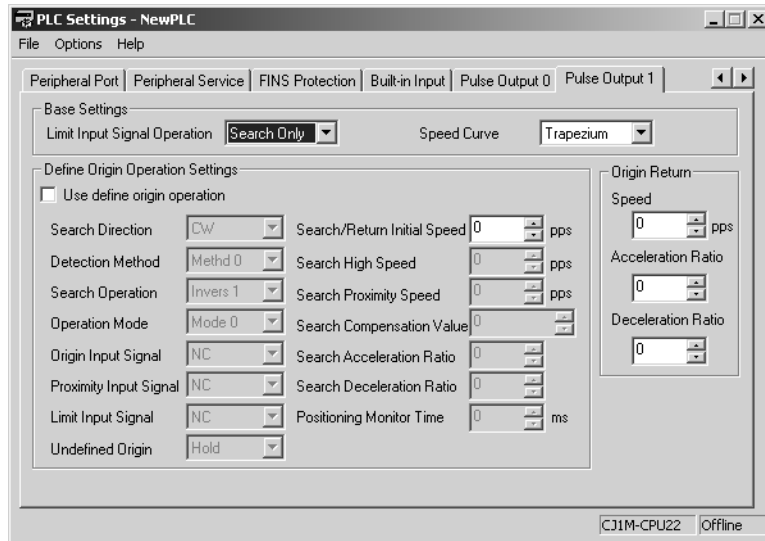 PLC Settings - NewPLC
File Options Help
Peripheral Port Peripheral Service FINS Protection Built-in Input Pulse Output 0 Pulse Output 1
Base Settings
Limit Input Signal Operation Search Only Speed Curve Trapezium
Define Origin Operation Settings
Use define origin operation
Search Direction CW Search/Return Initial Speed 0 pps
Detection Method Methd 0 Search High Speed 0 pps
Search Operation Invers 1 Search Proximity Speed 0 pps
Operation Mode Mode 0 Search Compensation Value 0
Origin Input Signal NC Search Acceleration Ratio 0
Proximity Input Signal NC Search Deceleration Ratio 0
Limit Input Signal NC Positioning Monitor Time 0 ms
Undefined Origin Hold
Origin Return
Speed
0 pps
Acceleration Ratio
0
Deceleration Ratio
0
CJ1M-CPU22 Offline